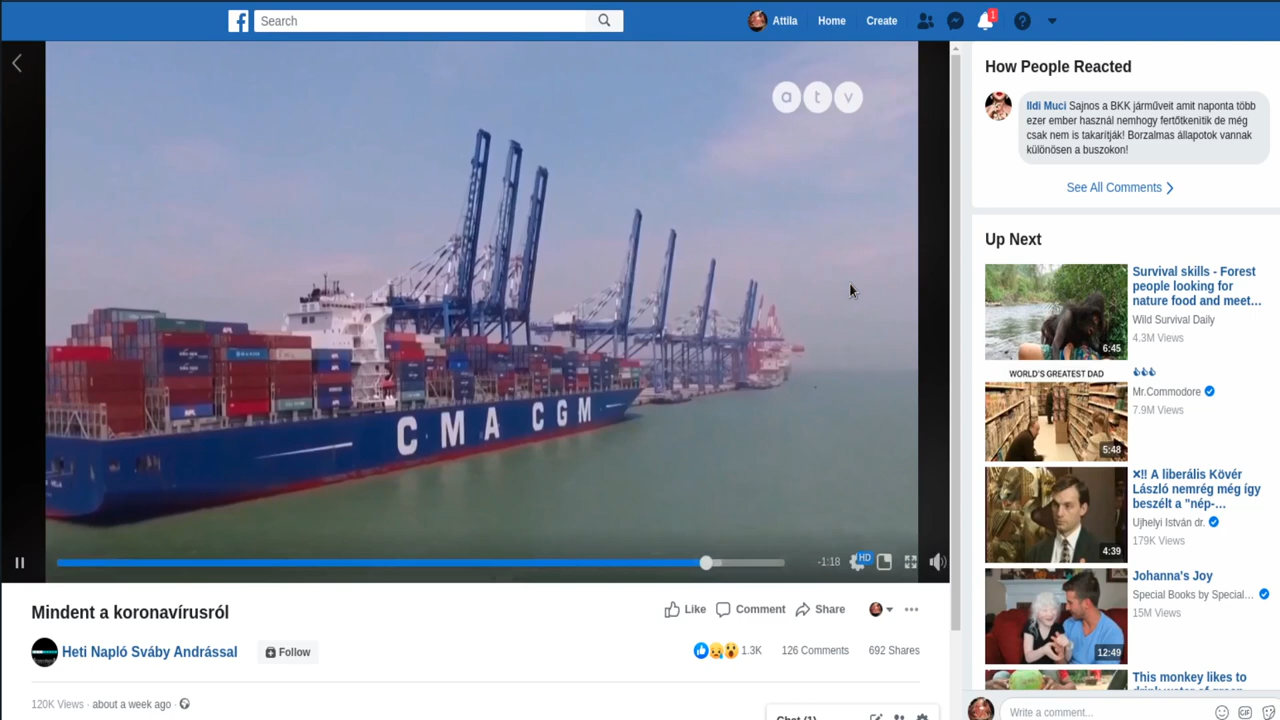 Search
Attila
Home
Create
1
a t v
CMA CGM
-1:18
HD
Mindent a koronavírusról
Like
Comment
Share
Heti Napló Sváby Andrással
Follow
1.3K
126 Comments
692 Shares
120K Views · about a week ago ·
How People Reacted
Ildi Muci Sajnos a BKK járműveit amit naponta több
ezer ember használ nemhogy fertőtkenitik de még
csak nem is takarítják! Borzalmas állapotok vannak
különösen a buszokon!
See All Comments
Up Next
6:45
Survival skills - Forest
people looking for
nature food and meet...
Wild Survival Daily
4.3M Views
WORLD'S GREATEST DAD
5:48
Mr.Commodore
7.9M Views
4:39
×!! A liberális Kövér
László nemrég még így
beszélt a "nép-...
Ujhelyi István dr.
179K Views
12:49
Johanna's Joy
Special Books by Special...
15M Views
This monkey likes to
Chat (1)
Write a comment...
GIF